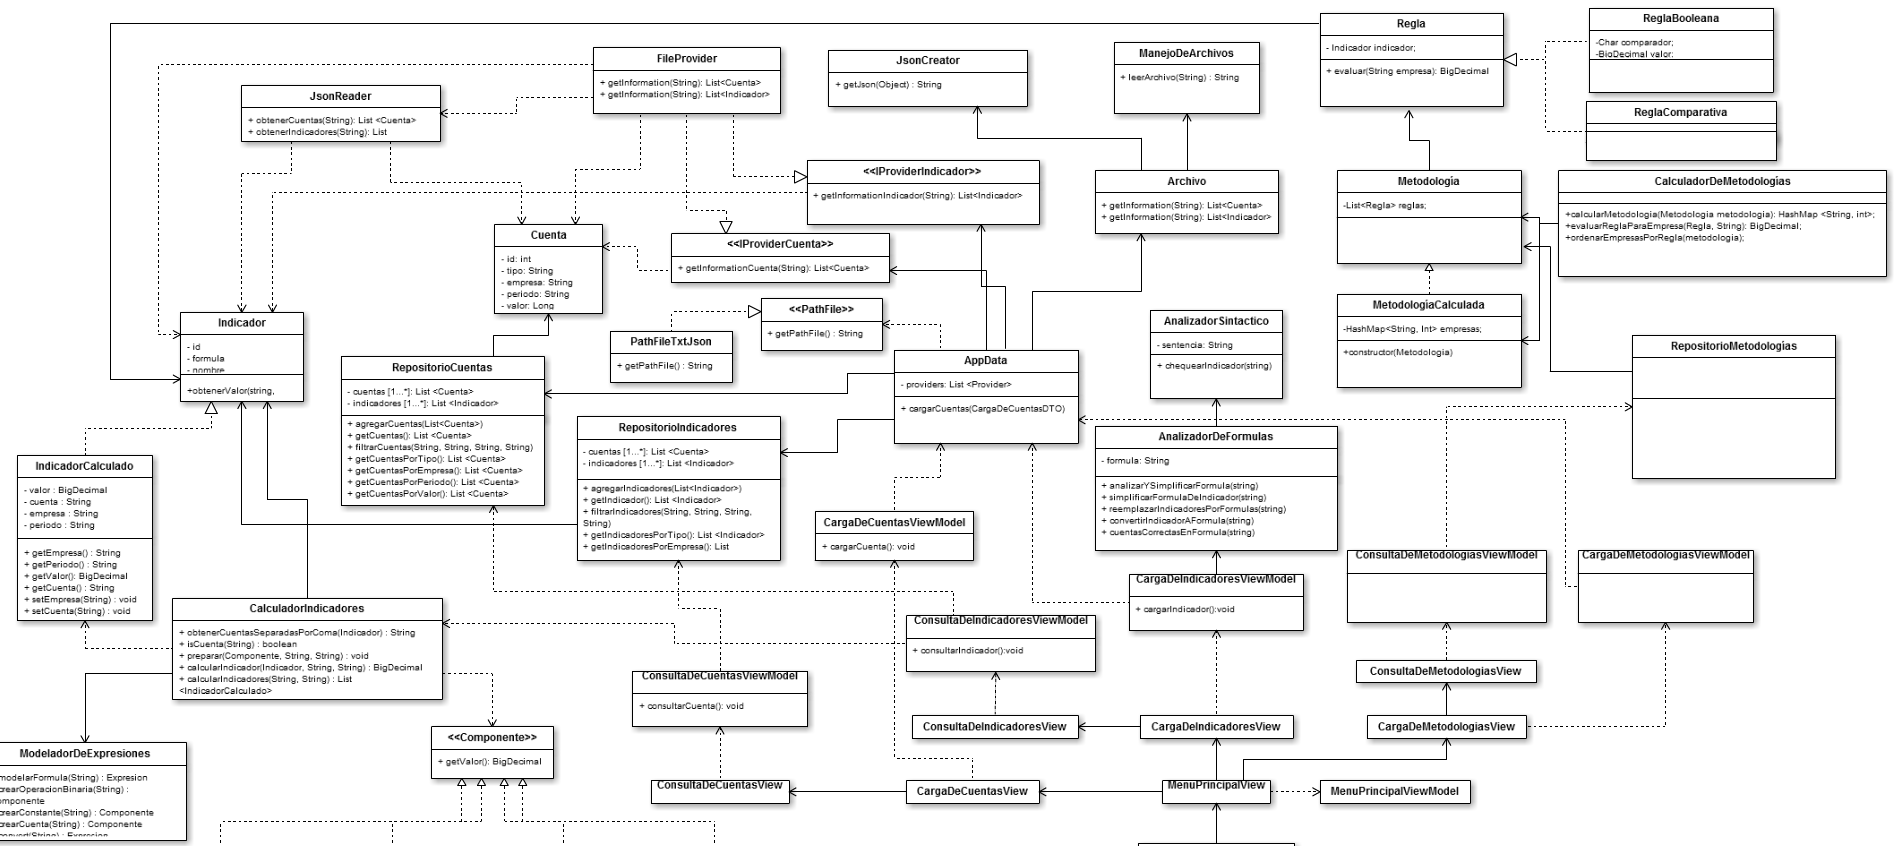 Regla
- Indicador indicador;
+ evaluar(String empresa): BigDecimal
ReglaBooleana
-Char comparador;
-BigDecimal valor;
ReglaComparativa
FileProvider
+ getInformation(String): List<Cuenta>
+ getInformation(String): List<Indicador>
JsonCreator
+ getJson(Object) : String
ManejoDeArchivos
+ leerArchivo(String) : String
JsonReader
+ obtenerCuentas(String): List <Cuenta>
+ obtenerIndicadores(String): List
<<IProviderIndicador>>
+ getInformationIndicador(String): List<Indicador>
Archivo
+ getInformation(String): List<Cuenta>
+ getInformation(String): List<Indicador>
Metodología
-List<Regla> reglas;
CalculadorDeMetodologías
+calcularMetodologia(Metodologia metodologia): HashMap <String, int>;
+evaluarReglaParaEmpresa(Regla, String): BigDecimal;
+ordenarEmpresasPorRegla(metodologia);
Cuenta
- id: int
- tipo: String
- empresa: String
- periodo: String
- valor: Long
<<IProviderCuenta>>
+ getInformationCuenta(String): List<Cuenta>
<<PathFile>>
+ getPathFile() : String
PathFileTxtJson
+ getPathFile() : String
Indicador
- id
- formula
- nombre
+obtenerValor(string,
AnalizadorSintactico
- sentencia: String
+ chequearIndicador(string)
MetodologíaCalculada
-HashMap<String, Int> empresas;
+constructor(Metodología)
RepositorioMetodologías
RepositorioCuentas
- cuentas [1...*]: List <Cuenta>
- indicadores [1...*]: List <Indicador>
+ agregarCuentas(List<Cuenta>)
+ getCuentas(): List <Cuenta>
+ filtrarCuentas(String, String, String, String)
+ getCuentasPorTipo(): List <Cuenta>
+ getCuentasPorEmpresa(): List <Cuenta>
+ getCuentasPorPeriodo(): List <Cuenta>
+ getCuentasPorValor(): List <Cuenta>
AppData
- providers: List <Provider>
+ cargarCuentas(CargaDeCuentasDTO)
RepositorioIndicadores
- cuentas [1...*]: List <Cuenta>
- indicadores [1...*]: List <Indicador>
+ agregarIndicadores(List<Indicador>)
+ getIndicador(): List <Indicador>
+ filtrarIndicadores(String, String, String,
String)
+ getIndicadoresPorTipo(): List <Indicador>
+ getIndicadoresPorEmpresa(): List
AnalizadorDeFormulas
- formula: String
+ analizarYSimplificarFormula(string)
+ simplificarFormulaDeIndicador(string)
+ reemplazarIndicadoresPorFormulas(string)
+ convertirIndicadorAFormula(string)
+ cuentasCorrectasEnFormula(string)
IndicadorCalculado
- valor : BigDecimal
- cuenta : String
- empresa : String
- periodo : String
+ getEmpresa() : String
+ getPeriodo() : String
+ getValor(): BigDecimal
+ getCuenta() : String
+ setEmpresa(String) : void
+ setCuenta(String) : void
CargaDeCuentasViewModel
+ cargarCuenta(): void
ConsultaDeMetodologiasViewModel
CargaDeMetodologiasViewModel
CargaDeIndicadoresViewModel
+ cargarIndicador():void
CalculadorIndicadores
+ obtenerCuentasSeparadasPorComa(Indicador) : String
+ isCuenta(String) : boolean
+ preparar(Componente, String, String) : void
+ calcularIndicador(Indicador, String, String) : BigDecimal
+ calcularIndicadores(String, String) : List
<IndicadorCalculado>
ConsultaDeIndicadoresViewModel
+ consultarIndicador():void
ConsultaDeCuentasViewModel
+ consultarCuenta(): void
ConsultaDeMetodologiasView
ConsultaDeIndicadoresView
CargaDeIndicadoresView
CargaDeMetodologiasView
ModeladorDeExpresiones
modelarFormula(String) : Expresion
crearOperacionBinaria(String) :
omponente
crearConstante(String) : Componente
crearCuenta(String) : Componente
convert(String) : Expresion
<<Componente>>
+ getValor(): BigDecimal
ConsultaDeCuentasView
CargaDeCuentasView
MenuPrincipalView
MenuPrincipalViewModel